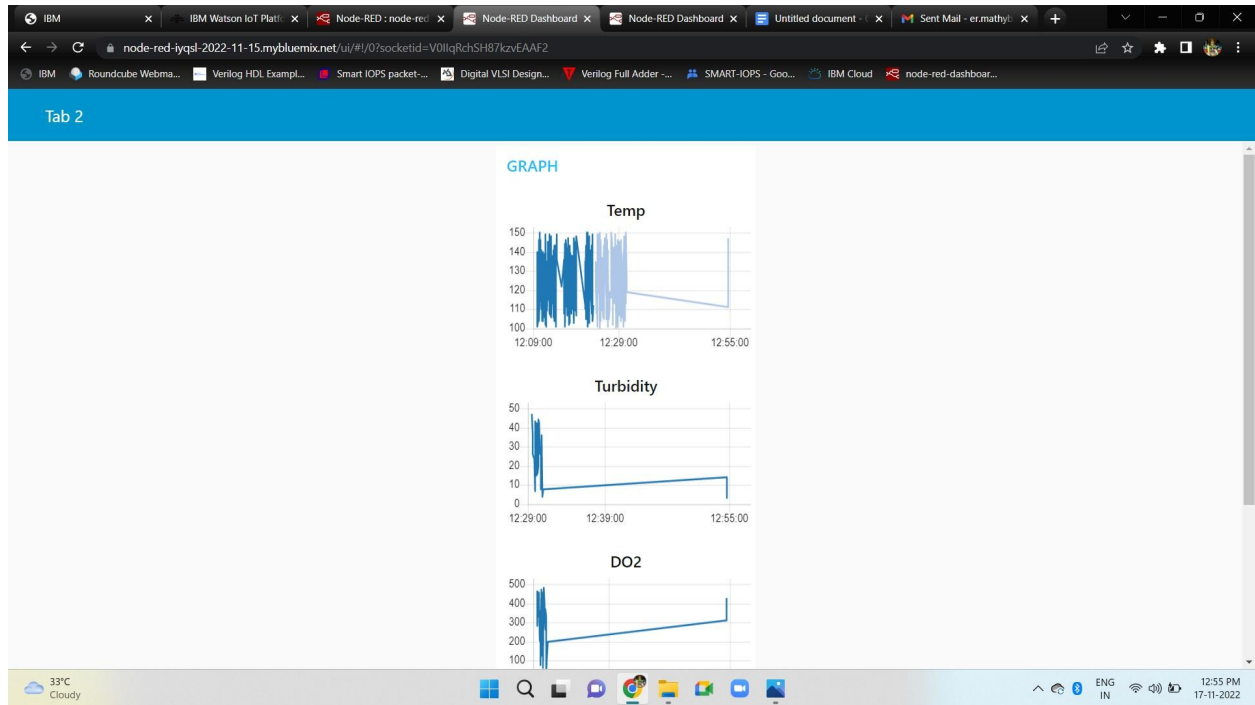 IBM
IBM Watson IoT Platf
Node-RED : node-red
Node-RED Dashboard
Node-RED Dashboard
Untitled document -
Sent Mail - er.mathyb
node-red-iyqsl-2022-11-15.mybluemix.net/ui/#!/0?socketid=V0IIqRchSH87kzvEAAF2
IBM
Roundcube Webma...
Verilog HDL Exampl...
Smart IOPS packet-...
Digital VLSI Design...
Verilog Full Adder -...
SMART-IOPS - Goo...
IBM Cloud
node-red-dashboar...
Tab 2
GRAPH
Temp
150
140
130
120
110
100
12:09:00 12:29:00 12:55:00
Turbidity
50
40
30
20
10
0
12:29:00 12:39:00 12:55:00
DO2
500
400
300
200
100
33°C
Cloudy
ENG
IN
12:55 PM
17-11-2022